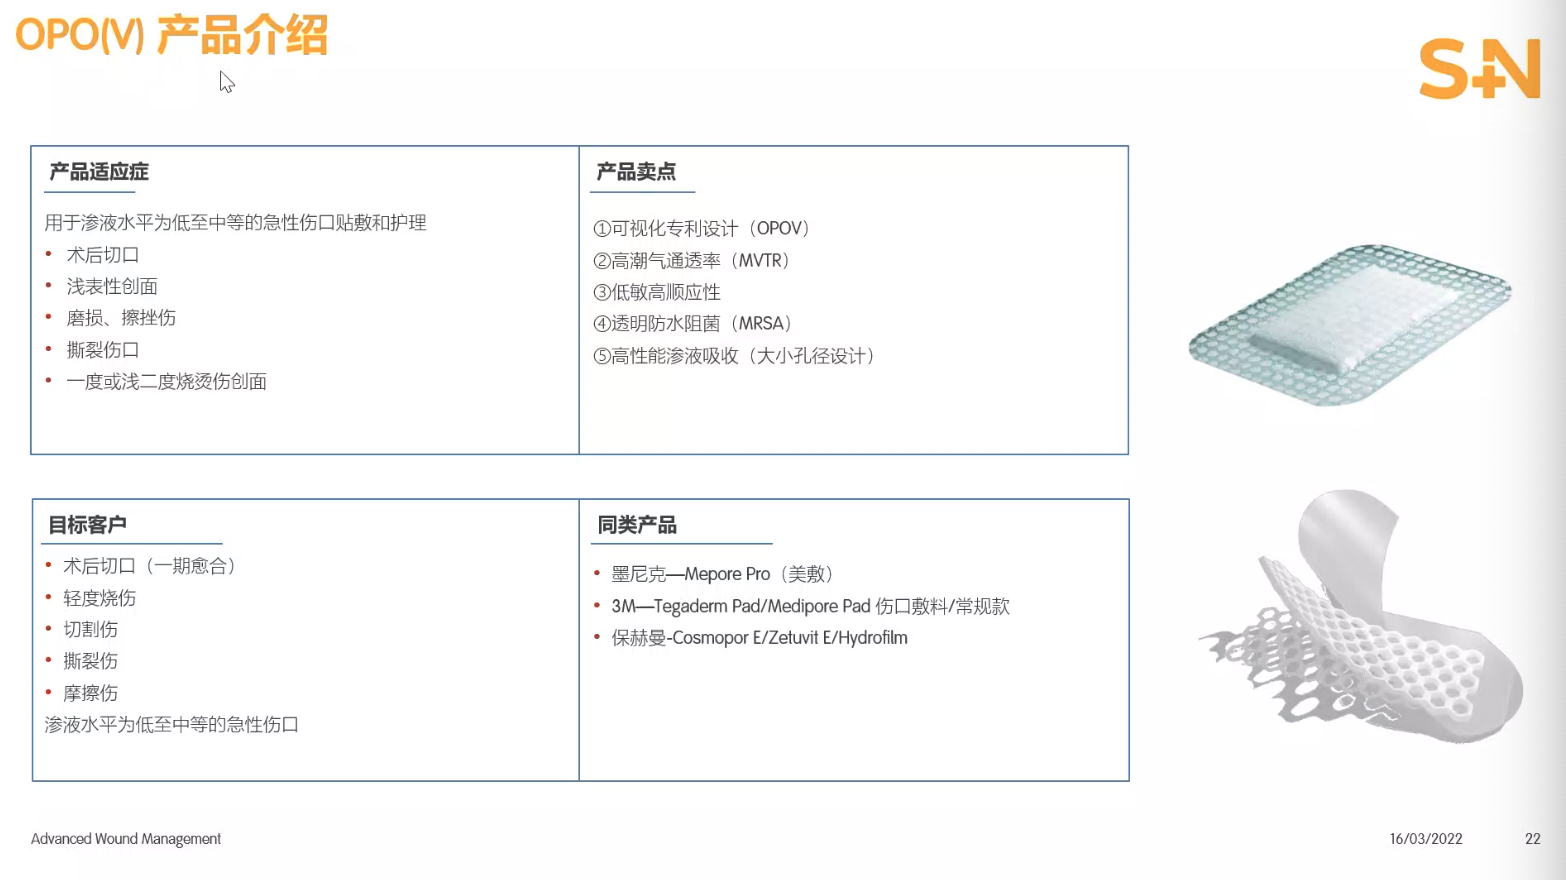 OPO(V) 产品介绍
S+N
产品适应症
用于渗液水平为低至中等的急性伤口贴敷和护理
• 术后切口
• 浅表性创面
• 磨损、擦挫伤
• 撕裂伤口
• 一度或浅二度烧烫伤创面
产品卖点
①可视化专利设计（OPOV）
②高潮气通透率（MVTR）
③低敏高顺应性
④透明防水阻菌（MRSA）
⑤高性能渗液吸收（大小孔径设计）
目标客户
• 术后切口（一期愈合）
• 轻度烧伤
• 切割伤
• 撕裂伤
• 摩擦伤
渗液水平为低至中等的急性伤口
同类产品
• 墨尼克—Mepore Pro（美敷）
• 3M—Tegaderm Pad/Medipore Pad 伤口敷料/常规款
• 保赫曼-Cosmopor E/Zetuvit E/Hydrofilm
Advanced Wound Management
16/03/2022
22